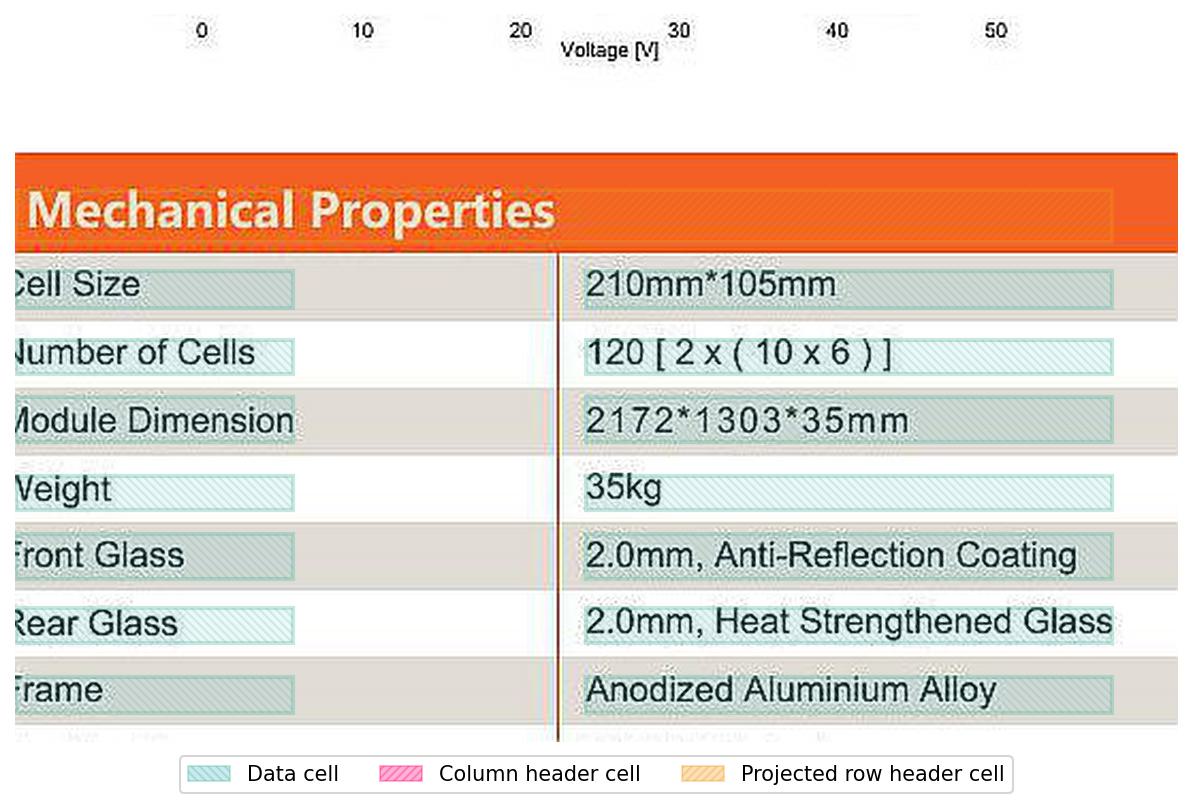 0 10 20 30 40 50
Voltage [V]
Mechanical Properties
Cell Size 210mm*105mm
Number of Cells 120 [ 2 x ( 10 x 6 ) ]
Module Dimension 2172*1303*35mm
Weight 35kg
Front Glass 2.0mm, Anti-Reflection Coating
Rear Glass 2.0mm, Heat Strengthened Glass
Frame Anodized Aluminium Alloy
Data cell Column header cell Projected row header cell